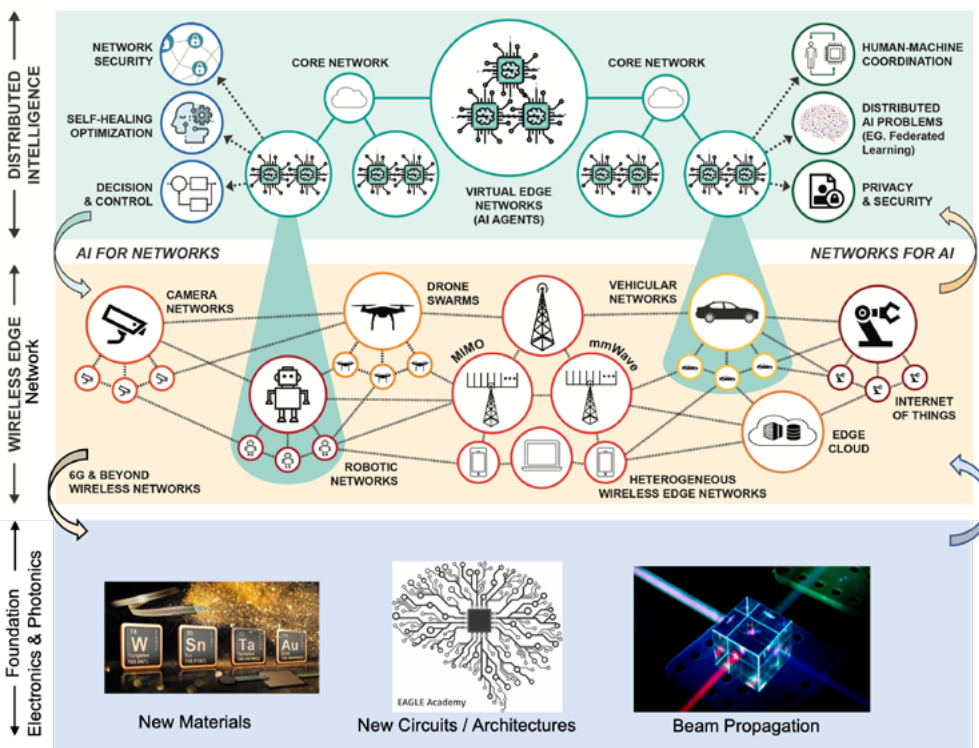 DISTRIBUTED
INTELLIGENCE
NETWORK
SECURITY
SELF-HEALING
OPTIMIZATION
DECISION
& CONTROL
CORE NETWORK
CORE NETWORK
VIRTUAL EDGE
NETWORKS
(AI AGENTS)
HUMAN-MACHINE
COORDINATION
DISTRIBUTED
AI PROBLEMS
(EG. Federated
Learning)
PRIVACY
& SECURITY
AI FOR NETWORKS
NETWORKS FOR AI
WIRELESS EDGE
Network
CAMERA
NETWORKS
DRONE
SWARMS
VEHICULAR
NETWORKS
MIMO
mmWave
INTERNET
OF THINGS
EDGE
CLOUD
ROBOTIC
NETWORKS
HETEROGENEOUS
WIRELESS EDGE NETWORKS
6G & BEYOND
WIRELESS NETWORKS
Foundation
Electronics & Photonics
74
W
Tungsten
Sn
Ta
Au
EAGLE Academy
New Materials
New Circuits / Architectures
Beam Propagation